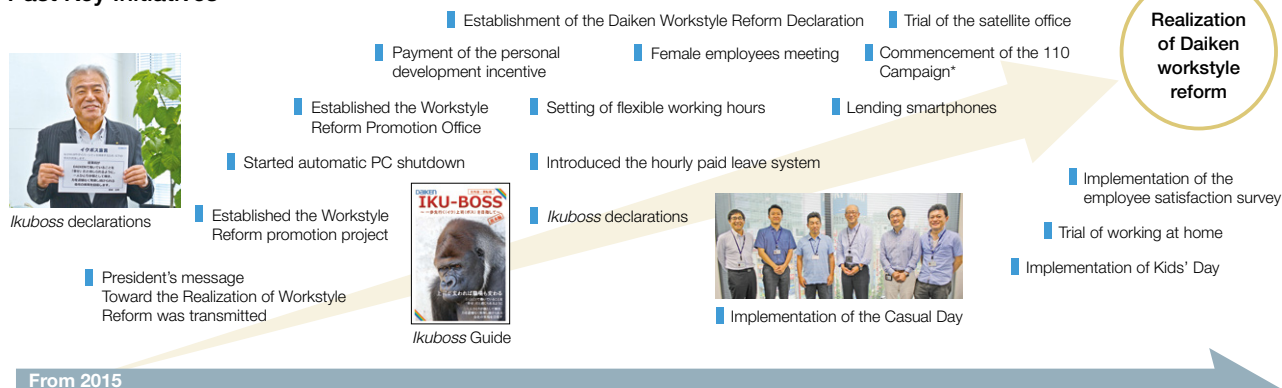 Past Key Initiatives
Establishment of the Daiken Workstyle Reform Declaration
Trial of the satellite office
Payment of the personal
development incentive
Female employees meeting
Commencement of the 110
Campaign*
Established the Workstyle
Reform Promotion Office
Setting of flexible working hours
Lending smartphones
Started automatic PC shutdown
Introduced the hourly paid leave system
Realization
of Daiken
workstyle
reform
Ikuboss declarations
Established the Workstyle
Reform promotion project
DAIKEN
IKU-BOSS
Ikuboss declarations
Implementation of the
employee satisfaction survey
Trial of working at home
Implementation of Kids' Day
President's message
Toward the Realization of Workstyle
Reform was transmitted
Ikuboss Guide
Implementation of the Casual Day
From 2015